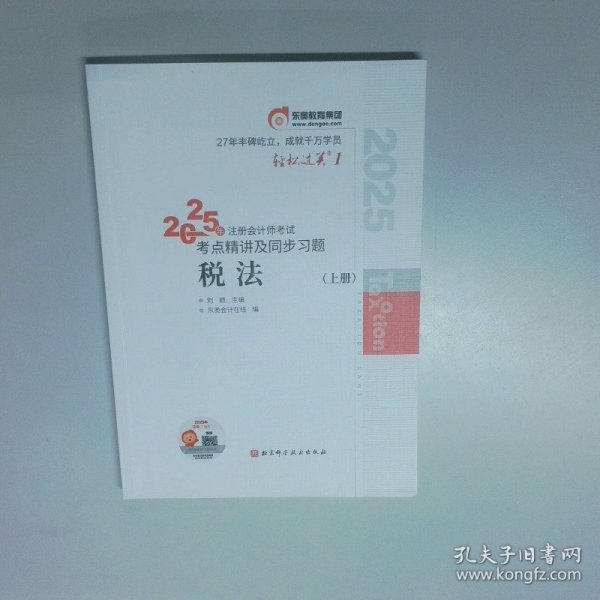 东奥教育集团
www.dongao.com
27年丰碑屹立，成就千万学员
轻松过关®1
2025
2025年注册会计师考试
考点精讲及同步习题
税法
（上册）
刘颖 主编
东奥会计在线 编
Taxation
TAXATION LAW
北京科学技术出版社
孔夫子旧书网
www.kongfz.com